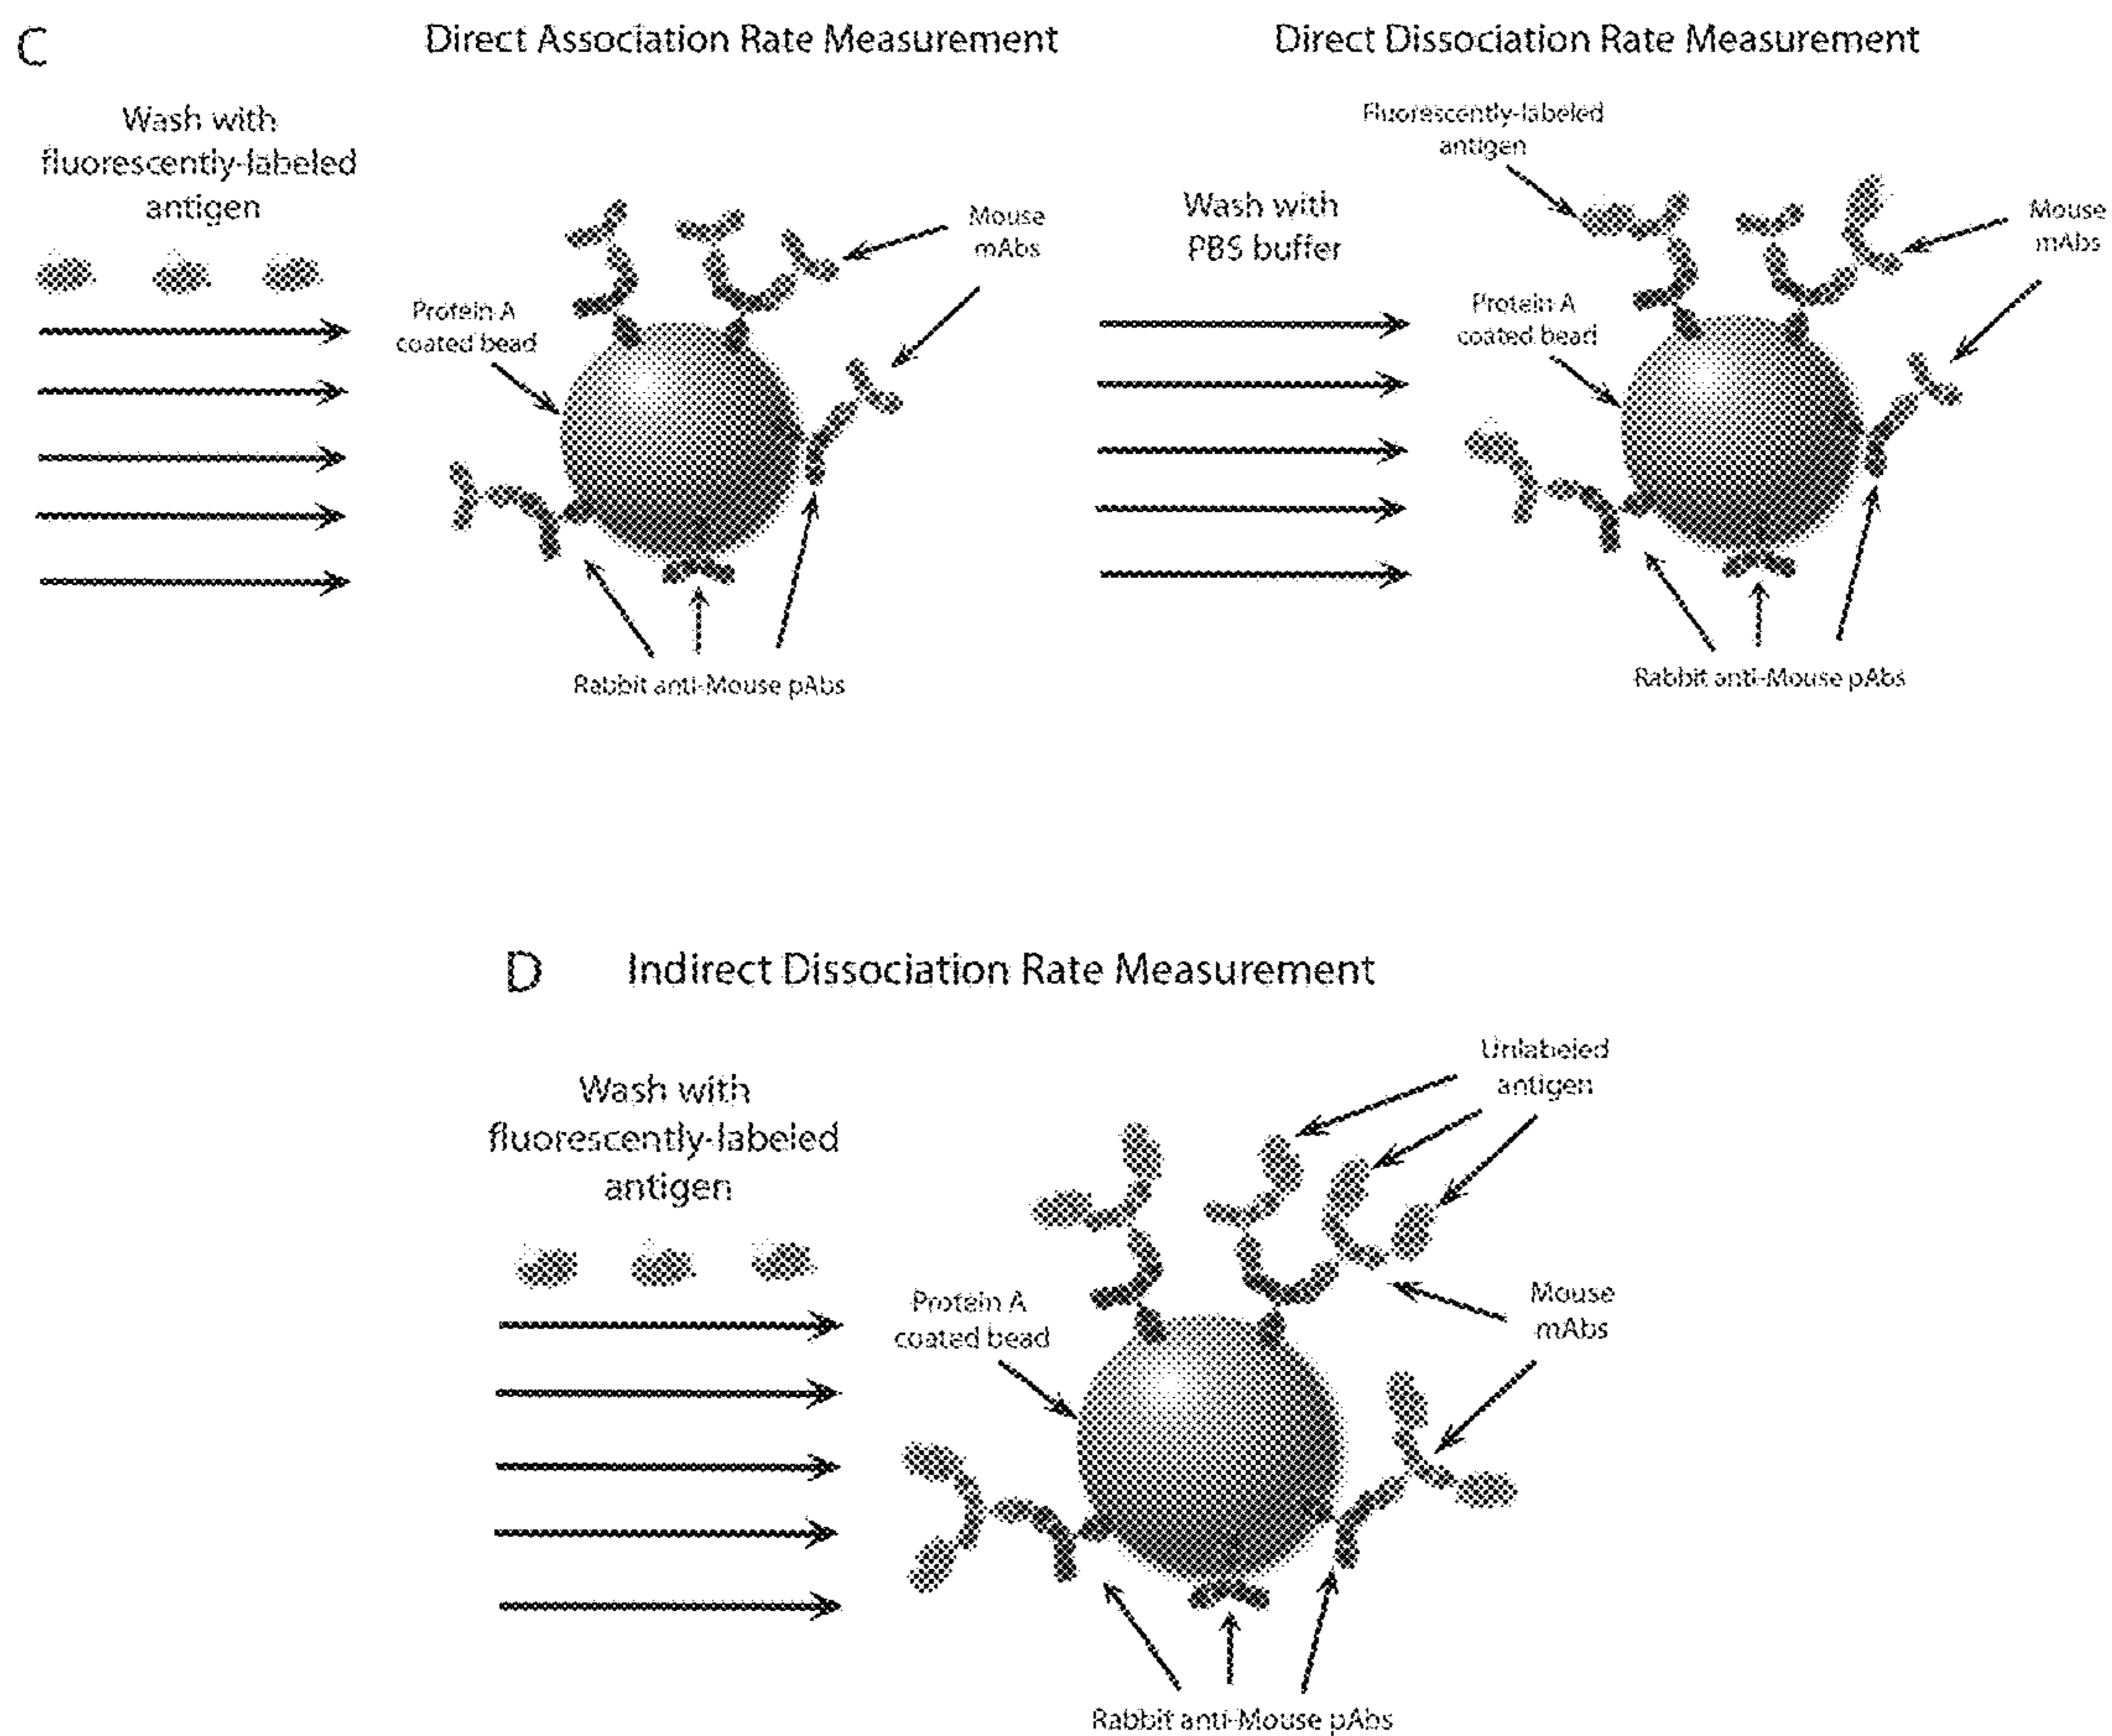 C
Direct Association Rate Measurement
Direct Dissociation Rate Measurement
Wash with
fluorescently-labeled
antigen
Protein A
coated bead
Mouse
mAbs
Rabbit anti-Mouse pAbs
Fluorescently-labeled
antigen
Wash with
PBS buffer
Protein A
coated bead
Mouse
mAbs
Rabbit anti-Mouse pAbs
D
Indirect Dissociation Rate Measurement
Wash with
fluorescently-labeled
antigen
Unlabeled
antigen
Protein A
coated bead
Mouse
mAbs
Rabbit anti-Mouse pAbs